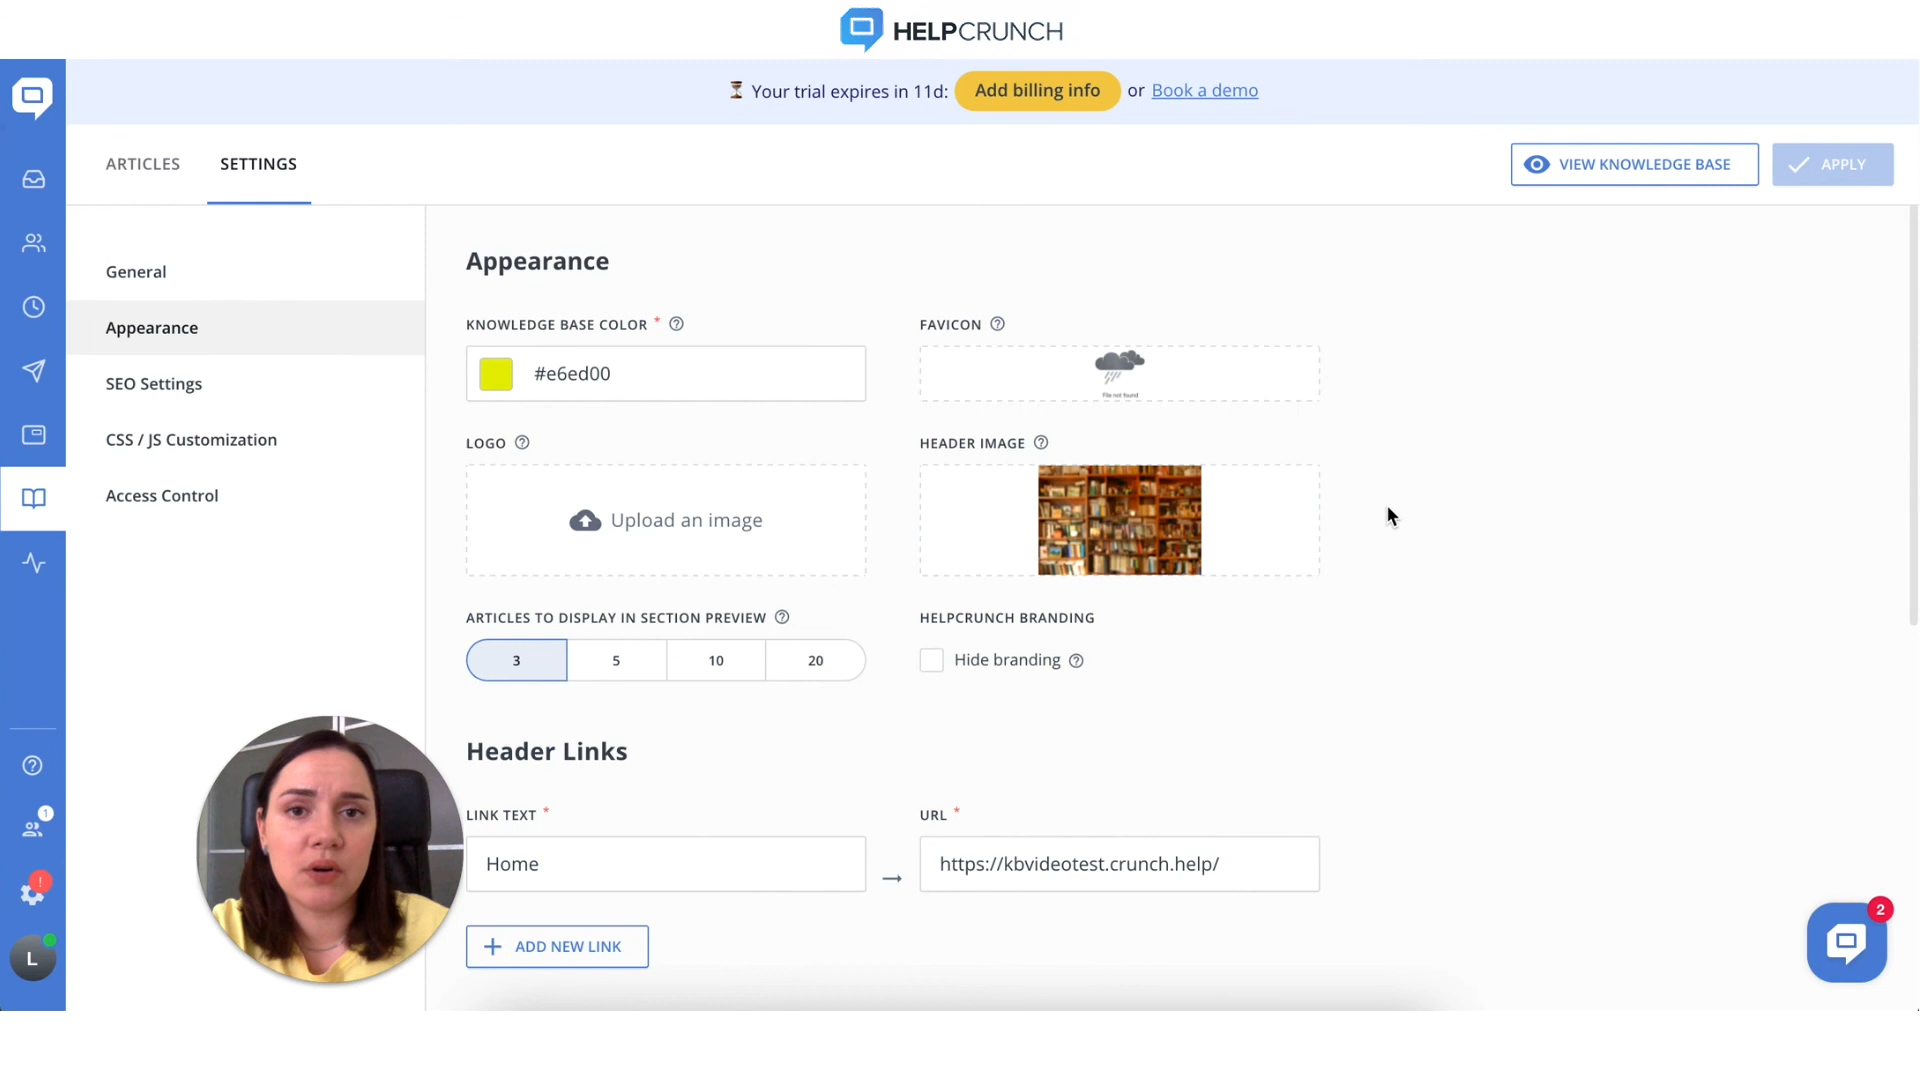 HELPCRUNCH
Your trial expires in 11d: Add billing info or Book a demo
ARTICLES SETTINGS VIEW KNOWLEDGE BASE APPLY
General
Appearance
SEO Settings
CSS / JS Customization
Access Control
Appearance
KNOWLEDGE BASE COLOR * FAVICON
#e6ed00
File not found
LOGO HEADER IMAGE
Upload an image
ARTICLES TO DISPLAY IN SECTION PREVIEW HELPCRUNCH BRANDING
3 5 10 20 Hide branding
Header Links
LINK TEXT * URL *
Home → https://kbvideotest.crunch.help/
+ ADD NEW LINK
1
!
L
2